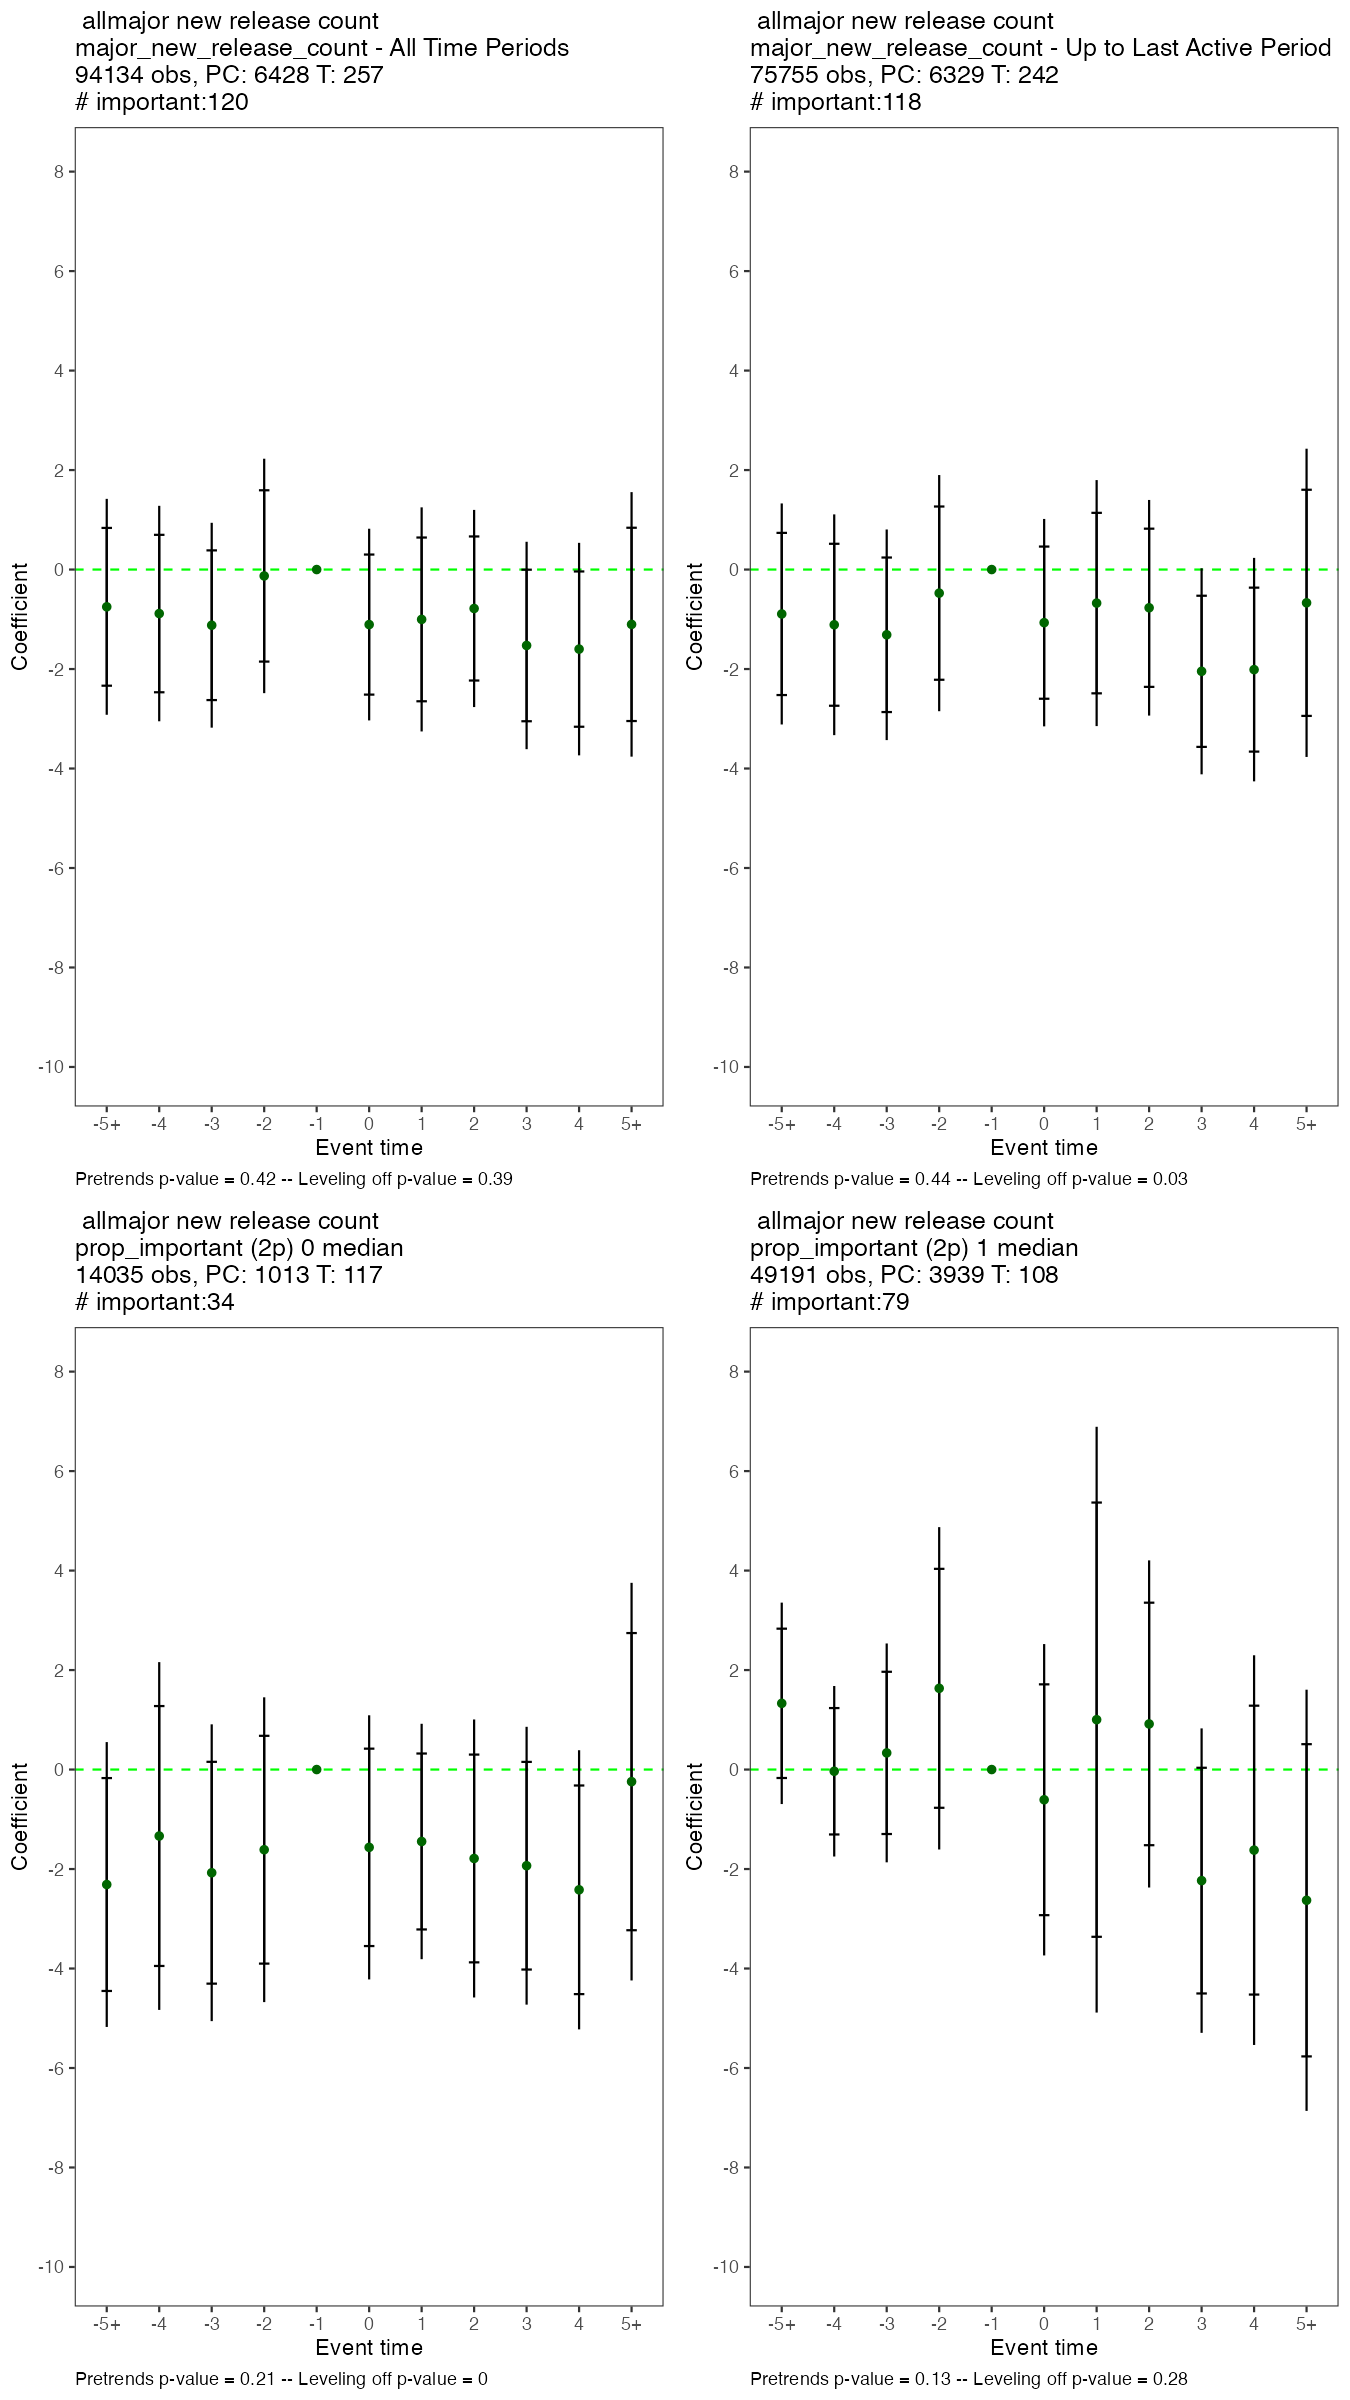 allmajor new release count
major_new_release_count - All Time Periods
94134 obs, PC: 6428 T: 257
# important:120
8
6
4
2
0
-2
-4
-6
-8
-10
Coefficient
-5+ -4 -3 -2 -1 0 1 2 3 4 5+
Event time
Pretrends p-value = 0.42 -- Leveling off p-value = 0.39
allmajor new release count
major_new_release_count - Up to Last Active Period
75755 obs, PC: 6329 T: 242
# important:118
8
6
4
2
0
-2
-4
-6
-8
-10
Coefficient
-5+ -4 -3 -2 -1 0 1 2 3 4 5+
Event time
Pretrends p-value = 0.44 -- Leveling off p-value = 0.03
allmajor new release count
prop_important (2p) 0 median
14035 obs, PC: 1013 T: 117
# important:34
8
6
4
2
0
-2
-4
-6
-8
-10
Coefficient
-5+ -4 -3 -2 -1 0 1 2 3 4 5+
Event time
Pretrends p-value = 0.21 -- Leveling off p-value = 0
allmajor new release count
prop_important (2p) 1 median
49191 obs, PC: 3939 T: 108
# important:79
8
6
4
2
0
-2
-4
-6
-8
-10
Coefficient
-5+ -4 -3 -2 -1 0 1 2 3 4 5+
Event time
Pretrends p-value = 0.13 -- Leveling off p-value = 0.28